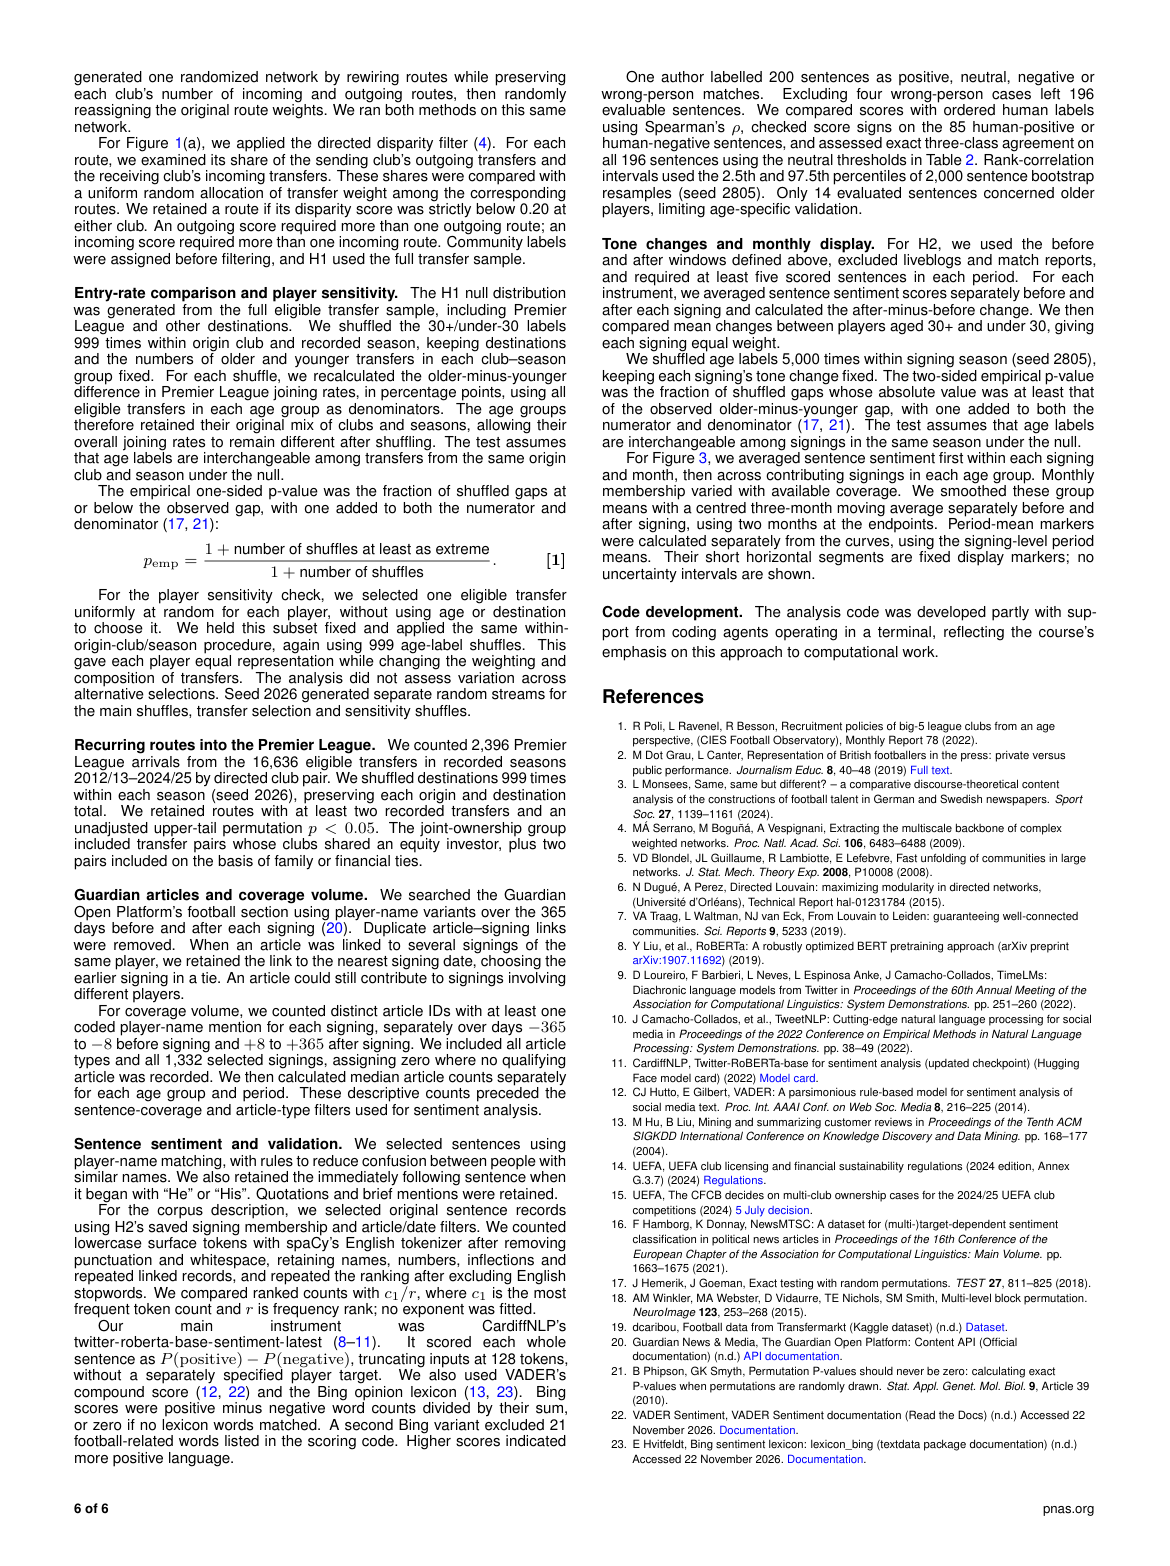 generated one randomized network by rewiring routes while preserving
each club's number of incoming and outgoing routes, then randomly
reassigning the original route weights. We ran both methods on this same
network.
For Figure 1(a), we applied the directed disparity filter (4). For each
route, we examined its share of the sending club's outgoing transfers and
the receiving club's incoming transfers. These shares were compared with
a uniform random allocation of transfer weight among the corresponding
routes. We retained a route if its disparity score was strictly below 0.20 at
either club. An outgoing score required more than one outgoing route; an
incoming score required more than one incoming route. Community labels
were assigned before filtering, and H1 used the full transfer sample.
Entry-rate comparison and player sensitivity. The H1 null distribution
was generated from the full eligible transfer sample, including Premier
League and other destinations. We shuffled the 30+/under-30 labels
999 times within origin club and recorded season, keeping destinations
and the numbers of older and younger transfers in each club–season
group fixed. For each shuffle, we recalculated the older-minus-younger
difference in Premier League joining rates, in percentage points, using all
eligible transfers in each age group as denominators. The age groups
therefore retained their original mix of clubs and seasons, allowing their
overall joining rates to remain different after shuffling. The test assumes
that age labels are interchangeable among transfers from the same origin
club and season under the null.
The empirical one-sided p-value was the fraction of shuffled gaps at
or below the observed gap, with one added to both the numerator and
denominator (17, 21):
p_emp = (1 + number of shuffles at least as extreme) / (1 + number of shuffles). [1]
For the player sensitivity check, we selected one eligible transfer
uniformly at random for each player, without using age or destination
to choose it. We held this subset fixed and applied the same within-
origin-club/season procedure, again using 999 age-label shuffles. This
gave each player equal representation while changing the weighting and
composition of transfers. The analysis did not assess variation across
alternative selections. Seed 2026 generated separate random streams for
the main shuffles, transfer selection and sensitivity shuffles.
Recurring routes into the Premier League. We counted 2,396 Premier
League arrivals from the 16,636 eligible transfers in recorded seasons
2012/13–2024/25 by directed club pair. We shuffled destinations 999 times
within each season (seed 2026), preserving each origin and destination
total. We retained routes with at least two recorded transfers and an
unadjusted upper-tail permutation p < 0.05. The joint-ownership group
included transfer pairs whose clubs shared an equity investor, plus two
pairs included on the basis of family or financial ties.
Guardian articles and coverage volume. We searched the Guardian
Open Platform's football section using player-name variants over the 365
days before and after each signing (20). Duplicate article–signing links
were removed. When an article was linked to several signings of the
same player, we retained the link to the nearest signing date, choosing the
earlier signing in a tie. An article could still contribute to signings involving
different players.
For coverage volume, we counted distinct article IDs with at least one
coded player-name mention for each signing, separately over days −365
to −8 before signing and +8 to +365 after signing. We included all article
types and all 1,332 selected signings, assigning zero where no qualifying
article was recorded. We then calculated median article counts separately
for each age group and period. These descriptive counts preceded the
sentence-coverage and article-type filters used for sentiment analysis.
Sentence sentiment and validation. We selected sentences using
player-name matching, with rules to reduce confusion between people with
similar names. We also retained the immediately following sentence when
it began with “He” or “His”. Quotations and brief mentions were retained.
For the corpus description, we selected original sentence records
using H2's saved signing membership and article/date filters. We counted
lowercase surface tokens with spaCy's English tokenizer after removing
punctuation and whitespace, retaining names, numbers, inflections and
repeated linked records, and repeated the ranking after excluding English
stopwords. We compared ranked counts with c1/r, where c1 is the most
frequent token count and r is frequency rank; no exponent was fitted.
Our main instrument was CardiffNLP's
twitter-roberta-base-sentiment-latest (8–11). It scored each whole
sentence as P(positive) − P(negative), truncating inputs at 128 tokens,
without a separately specified player target. We also used VADER's
compound score (12, 22) and the Bing opinion lexicon (13, 23). Bing
scores were positive minus negative word counts divided by their sum,
or zero if no lexicon words matched. A second Bing variant excluded 21
football-related words listed in the scoring code. Higher scores indicated
more positive language.
One author labelled 200 sentences as positive, neutral, negative or
wrong-person matches. Excluding four wrong-person cases left 196
evaluable sentences. We compared scores with ordered human labels
using Spearman's ρ, checked score signs on the 85 human-positive or
human-negative sentences, and assessed exact three-class agreement on
all 196 sentences using the neutral thresholds in Table 2. Rank-correlation
intervals used the 2.5th and 97.5th percentiles of 2,000 sentence bootstrap
resamples (seed 2805). Only 14 evaluated sentences concerned older
players, limiting age-specific validation.
Tone changes and monthly display. For H2, we used the before
and after windows defined above, excluded liveblogs and match reports,
and required at least five scored sentences in each period. For each
instrument, we averaged sentence sentiment scores separately before and
after each signing and calculated the after-minus-before change. We then
compared mean changes between players aged 30+ and under 30, giving
each signing equal weight.
We shuffled age labels 5,000 times within signing season (seed 2805),
keeping each signing's tone change fixed. The two-sided empirical p-value
was the fraction of shuffled gaps whose absolute value was at least that
of the observed older-minus-younger gap, with one added to both the
numerator and denominator (17, 21). The test assumes that age labels
are interchangeable among signings in the same season under the null.
For Figure 3, we averaged sentence sentiment first within each signing
and month, then across contributing signings in each age group. Monthly
membership varied with available coverage. We smoothed these group
means with a centred three-month moving average separately before and
after signing, using two months at the endpoints. Period-mean markers
were calculated separately from the curves, using the signing-level period
means. Their short horizontal segments are fixed display markers; no
uncertainty intervals are shown.
Code development. The analysis code was developed partly with sup-
port from coding agents operating in a terminal, reflecting the course's
emphasis on this approach to computational work.
References
1. R Poli, L Ravenel, R Besson, Recruitment policies of big-5 league clubs from an age
perspective, (CIES Football Observatory), Monthly Report 78 (2022).
2. M Dot Grau, L Canter, Representation of British footballers in the press: private versus
public performance. Journalism Educ. 8, 40–48 (2019) Full text.
3. L Monsees, Same, same but different? – a comparative discourse-theoretical content
analysis of the constructions of football talent in German and Swedish newspapers. Sport
Soc. 27, 1139–1161 (2024).
4. MÁ Serrano, M Boguñá, A Vespignani, Extracting the multiscale backbone of complex
weighted networks. Proc. Natl. Acad. Sci. 106, 6483–6488 (2009).
5. VD Blondel, JL Guillaume, R Lambiotte, E Lefebvre, Fast unfolding of communities in large
networks. J. Stat. Mech. Theory Exp. 2008, P10008 (2008).
6. N Dugué, A Perez, Directed Louvain: maximizing modularity in directed networks,
(Université d'Orléans), Technical Report hal-01231784 (2015).
7. VA Traag, L Waltman, NJ van Eck, From Louvain to Leiden: guaranteeing well-connected
communities. Sci. Reports 9, 5233 (2019).
8. Y Liu, et al., RoBERTa: A robustly optimized BERT pretraining approach (arXiv preprint
arXiv:1907.11692) (2019).
9. D Loureiro, F Barbieri, L Neves, L Espinosa Anke, J Camacho-Collados, TimeLMs:
Diachronic language models from Twitter in Proceedings of the 60th Annual Meeting of the
Association for Computational Linguistics: System Demonstrations. pp. 251–260 (2022).
10. J Camacho-Collados, et al., TweetNLP: Cutting-edge natural language processing for social
media in Proceedings of the 2022 Conference on Empirical Methods in Natural Language
Processing: System Demonstrations. pp. 38–49 (2022).
11. CardiffNLP, Twitter-RoBERTa-base for sentiment analysis (updated checkpoint) (Hugging
Face model card) (2022) Model card.
12. CJ Hutto, E Gilbert, VADER: A parsimonious rule-based model for sentiment analysis of
social media text. Proc. Int. AAAI Conf. on Web Soc. Media 8, 216–225 (2014).
13. M Hu, B Liu, Mining and summarizing customer reviews in Proceedings of the Tenth ACM
SIGKDD International Conference on Knowledge Discovery and Data Mining. pp. 168–177
(2004).
14. UEFA, UEFA club licensing and financial sustainability regulations (2024 edition, Annex
G.3.7) (2024) Regulations.
15. UEFA, The CFCB decides on multi-club ownership cases for the 2024/25 UEFA club
competitions (2024) 5 July decision.
16. F Hamborg, K Donnay, NewsMTSC: A dataset for (multi-)target-dependent sentiment
classification in political news articles in Proceedings of the 16th Conference of the
European Chapter of the Association for Computational Linguistics: Main Volume. pp.
1663–1675 (2021).
17. J Hemerik, J Goeman, Exact testing with random permutations. TEST 27, 811–825 (2018).
18. AM Winkler, MA Webster, D Vidaurre, TE Nichols, SM Smith, Multi-level block permutation.
NeuroImage 123, 253–268 (2015).
19. dcaribou, Football data from Transfermarkt (Kaggle dataset) (n.d.) Dataset.
20. Guardian News & Media, The Guardian Open Platform: Content API (Official
documentation) (n.d.) API documentation.
21. B Phipson, GK Smyth, Permutation P-values should never be zero: calculating exact
P-values when permutations are randomly drawn. Stat. Appl. Genet. Mol. Biol. 9, Article 39
(2010).
22. VADER Sentiment, VADER Sentiment documentation (Read the Docs) (n.d.) Accessed 22
November 2026. Documentation.
23. E Hvitfeldt, Bing sentiment lexicon: lexicon_bing (textdata package documentation) (n.d.)
Accessed 22 November 2026. Documentation.
6 of 6
pnas.org